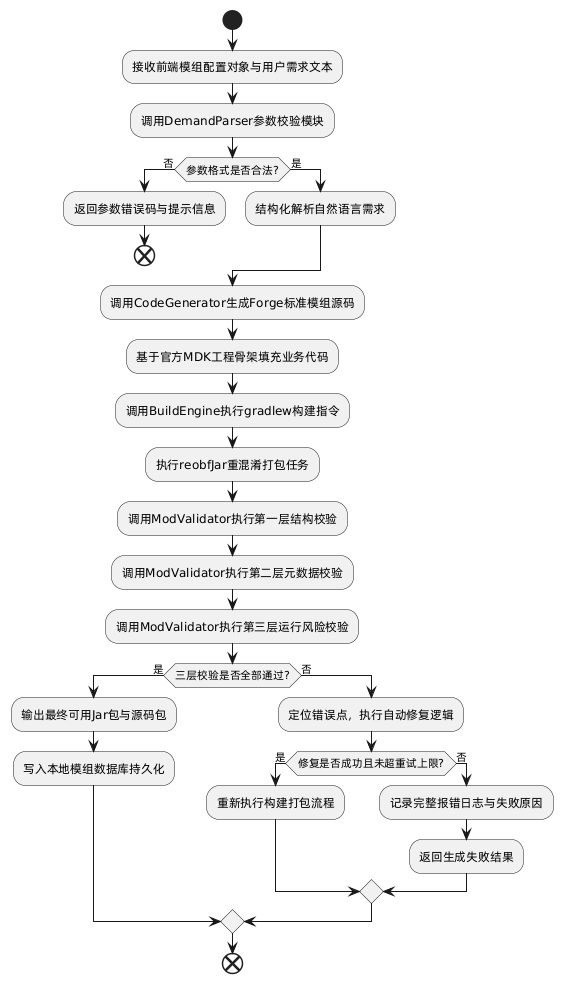 接收前端模组配置对象与用户需求文本
调用DemandParser参数校验模块
否
参数格式是否合法?
是
返回参数错误码与提示信息
结构化解析自然语言需求
调用CodeGenerator生成Forge标准模组源码
基于官方MDK工程骨架填充业务代码
调用BuildEngine执行gradlew构建指令
执行reobfJar重混淆打包任务
调用ModValidator执行第一层结构校验
调用ModValidator执行第二层元数据校验
调用ModValidator执行第三层运行风险校验
是
三层校验是否全部通过?
否
输出最终可用Jar包与源码包
定位错误点，执行自动修复逻辑
写入本地模组数据库持久化
是
修复是否成功且未超重试上限?
否
重新执行构建打包流程
记录完整报错日志与失败原因
返回生成失败结果